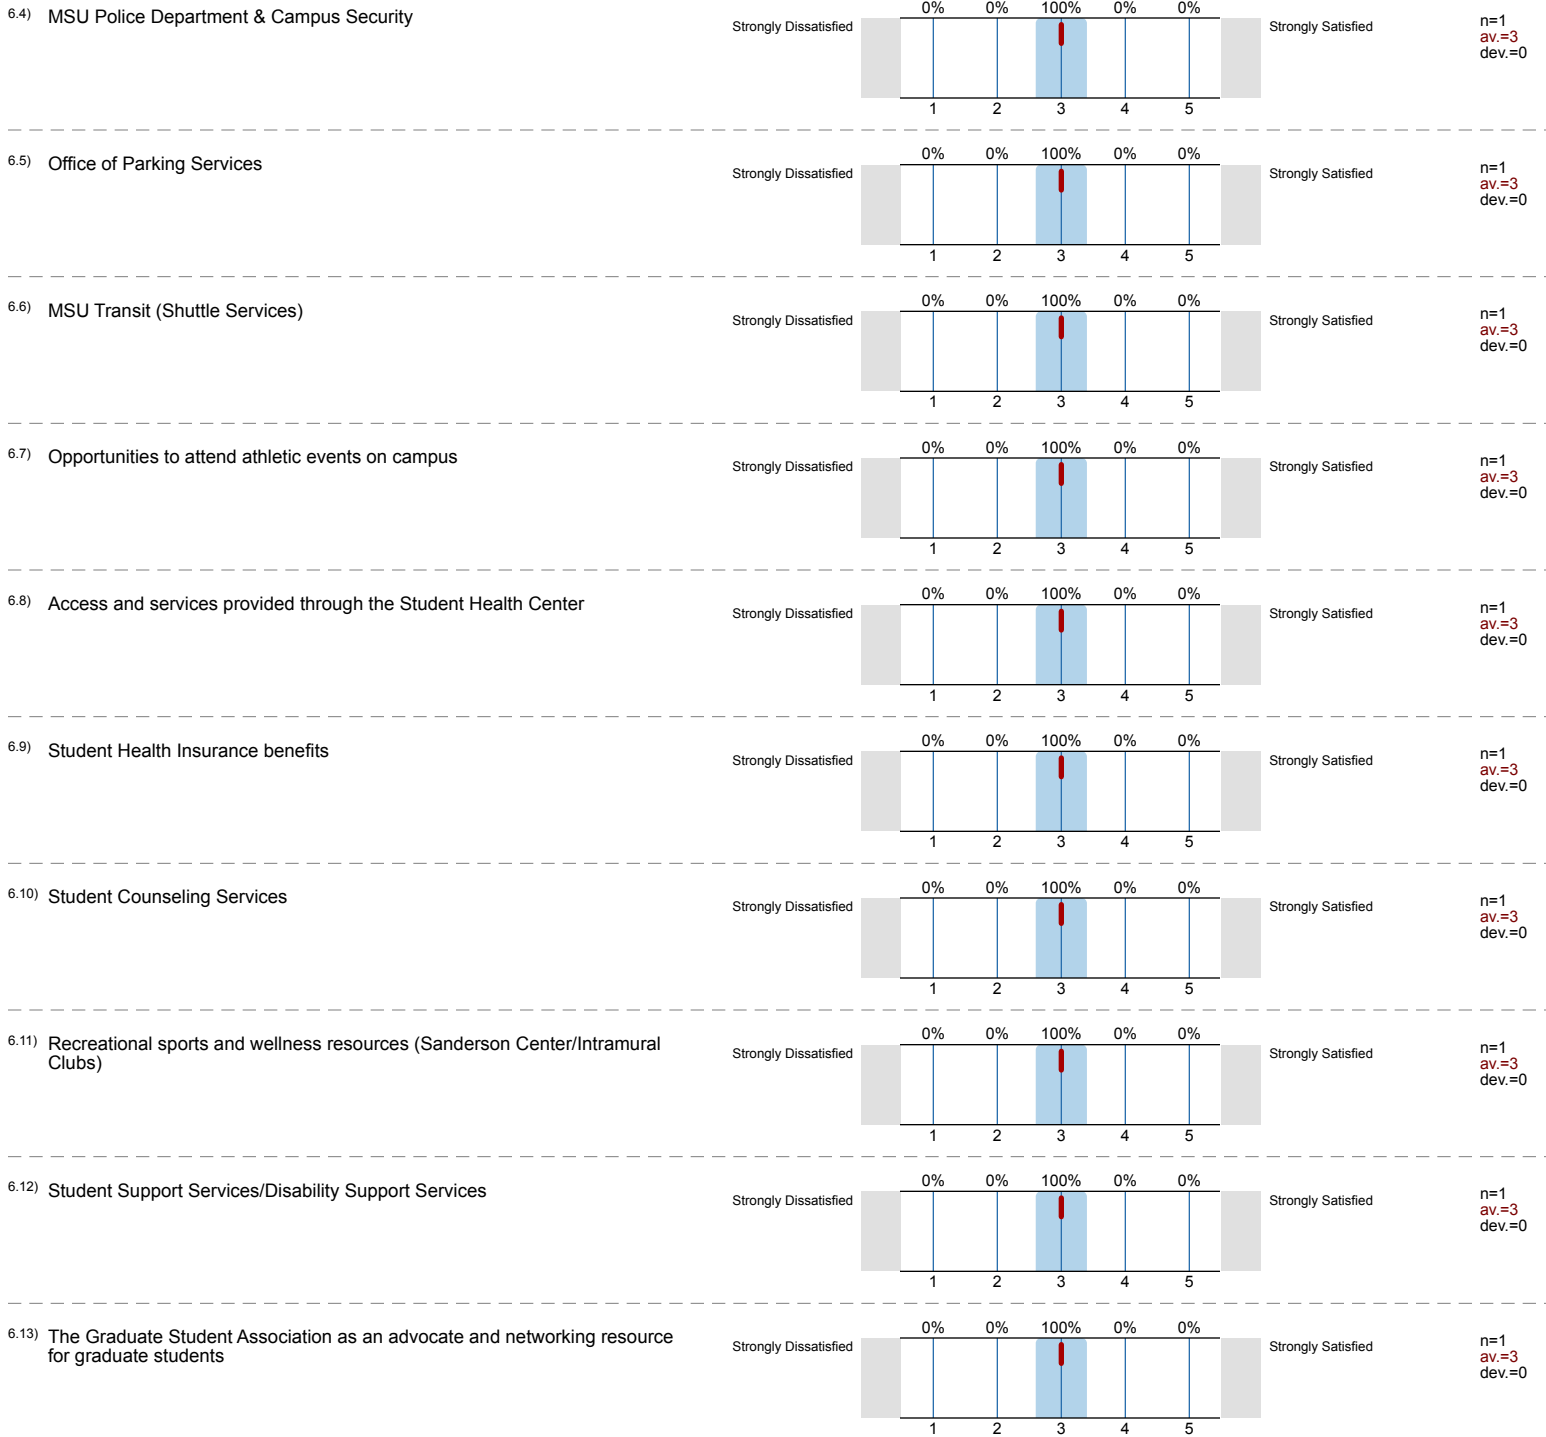 6.4) MSU Police Department & Campus Security
0% 0% 100% 0% 0%
Strongly Dissatisfied Strongly Satisfied
n=1
av.=3
dev.=0
1 2 3 4 5
6.5) Office of Parking Services
0% 0% 100% 0% 0%
Strongly Dissatisfied Strongly Satisfied
n=1
av.=3
dev.=0
1 2 3 4 5
6.6) MSU Transit (Shuttle Services)
0% 0% 100% 0% 0%
Strongly Dissatisfied Strongly Satisfied
n=1
av.=3
dev.=0
1 2 3 4 5
6.7) Opportunities to attend athletic events on campus
0% 0% 100% 0% 0%
Strongly Dissatisfied Strongly Satisfied
n=1
av.=3
dev.=0
1 2 3 4 5
6.8) Access and services provided through the Student Health Center
0% 0% 100% 0% 0%
Strongly Dissatisfied Strongly Satisfied
n=1
av.=3
dev.=0
1 2 3 4 5
6.9) Student Health Insurance benefits
0% 0% 100% 0% 0%
Strongly Dissatisfied Strongly Satisfied
n=1
av.=3
dev.=0
1 2 3 4 5
6.10) Student Counseling Services
0% 0% 100% 0% 0%
Strongly Dissatisfied Strongly Satisfied
n=1
av.=3
dev.=0
1 2 3 4 5
6.11) Recreational sports and wellness resources (Sanderson Center/Intramural
Clubs)
0% 0% 100% 0% 0%
Strongly Dissatisfied Strongly Satisfied
n=1
av.=3
dev.=0
1 2 3 4 5
6.12) Student Support Services/Disability Support Services
0% 0% 100% 0% 0%
Strongly Dissatisfied Strongly Satisfied
n=1
av.=3
dev.=0
1 2 3 4 5
6.13) The Graduate Student Association as an advocate and networking resource
for graduate students
0% 0% 100% 0% 0%
Strongly Dissatisfied Strongly Satisfied
n=1
av.=3
dev.=0
1 2 3 4 5